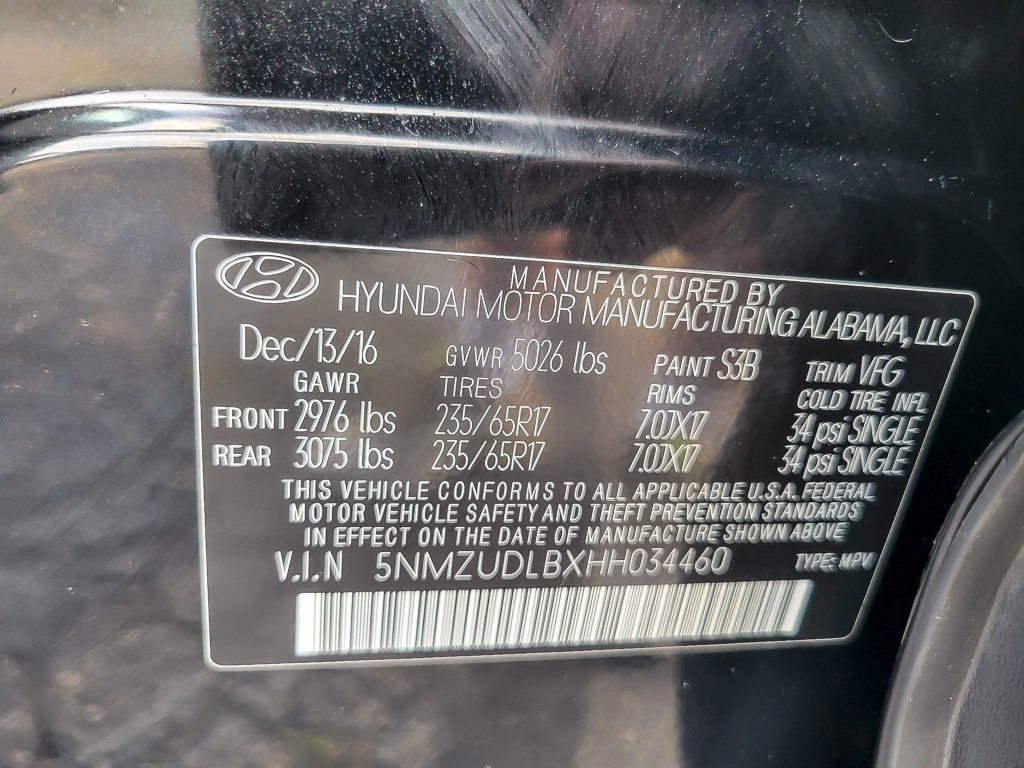 MANUFACTURED BY
HYUNDAI MOTOR MANUFACTURING ALABAMA, LLC
Dec/13/16 GVWR 5026 lbs PAINT S3B TRIM VFG
GAWR TIRES RIMS COLD TIRE INFL
FRONT 2976 lbs 235/65R17 7.0JX17 34 psi SINGLE
REAR 3075 lbs 235/65R17 7.0JX17 34 psi SINGLE
THIS VEHICLE CONFORMS TO ALL APPLICABLE U.S.A. FEDERAL
MOTOR VEHICLE SAFETY AND THEFT PREVENTION STANDARDS
IN EFFECT ON THE DATE OF MANUFACTURE SHOWN ABOVE
V.I.N 5NMZUDLBXHH034460 TYPE: MPV